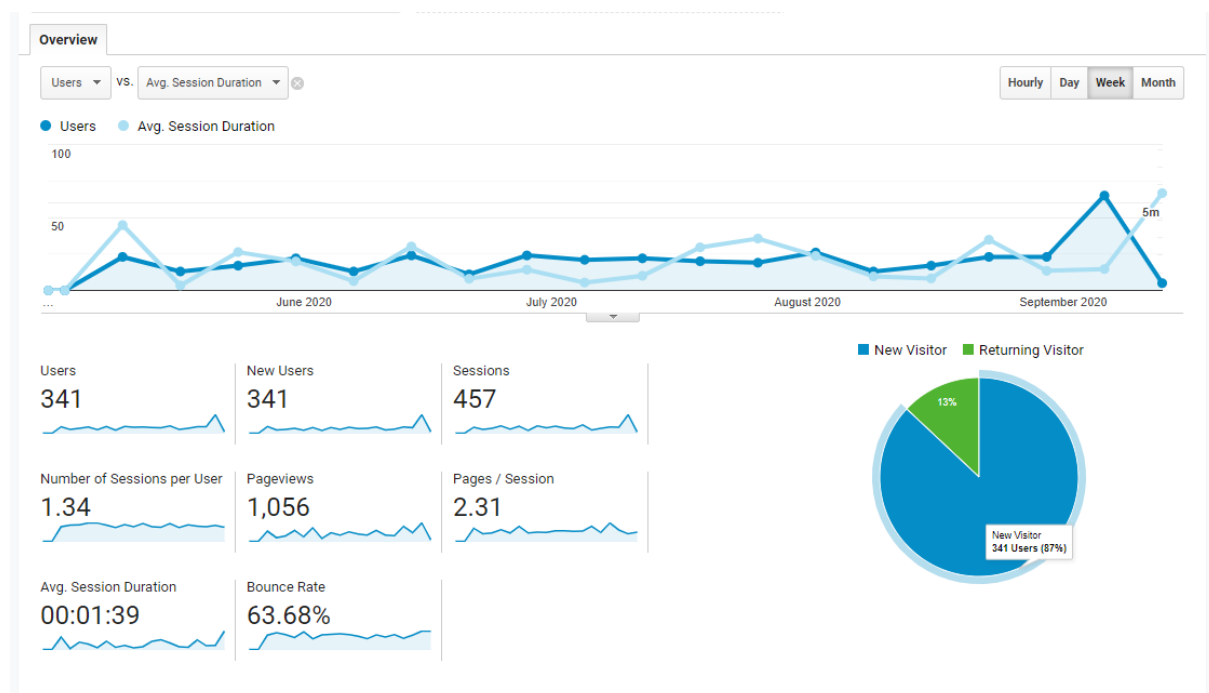 Overview
Users VS. Avg. Session Duration
Hourly Day Week Month
Users Avg. Session Duration
100
50
5m
... June 2020 July 2020 August 2020 September 2020
New Visitor Returning Visitor
Users New Users Sessions
341 341 457
13%
Number of Sessions per User Pageviews Pages / Session
1.34 1,056 2.31
New Visitor
341 Users (87%)
Avg. Session Duration Bounce Rate
00:01:39 63.68%